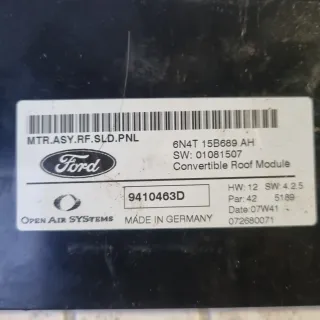 MTR.ASY.RF.SLD.PNL
6N4T 15B689 AH
SW: 01081507
Convertible Roof Module
Ford
9410463D
HW: 12 SW: 4.2.5
Par: 42 5189
Date: 07W41
072680071
OPEN AIR SYSTEMS
MADE IN GERMANY